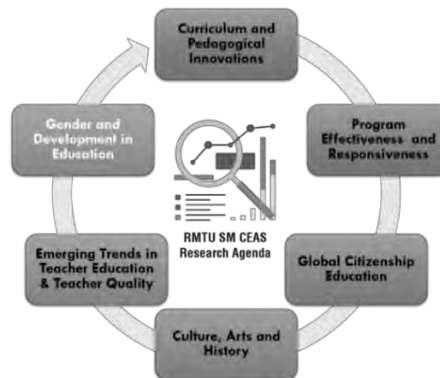 Curriculum and
Pedagogical
Innovations
Program
Effectiveness and
Responsiveness
Global Citizenship
Education
Culture, Arts and
History
Emerging Trends in
Teacher Education
& Teacher Quality
Gender and
Development in
Education
RMTU SM CEAS
Research Agenda